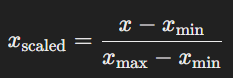 x_scaled = (x − x_min) / (x_max − x_min)